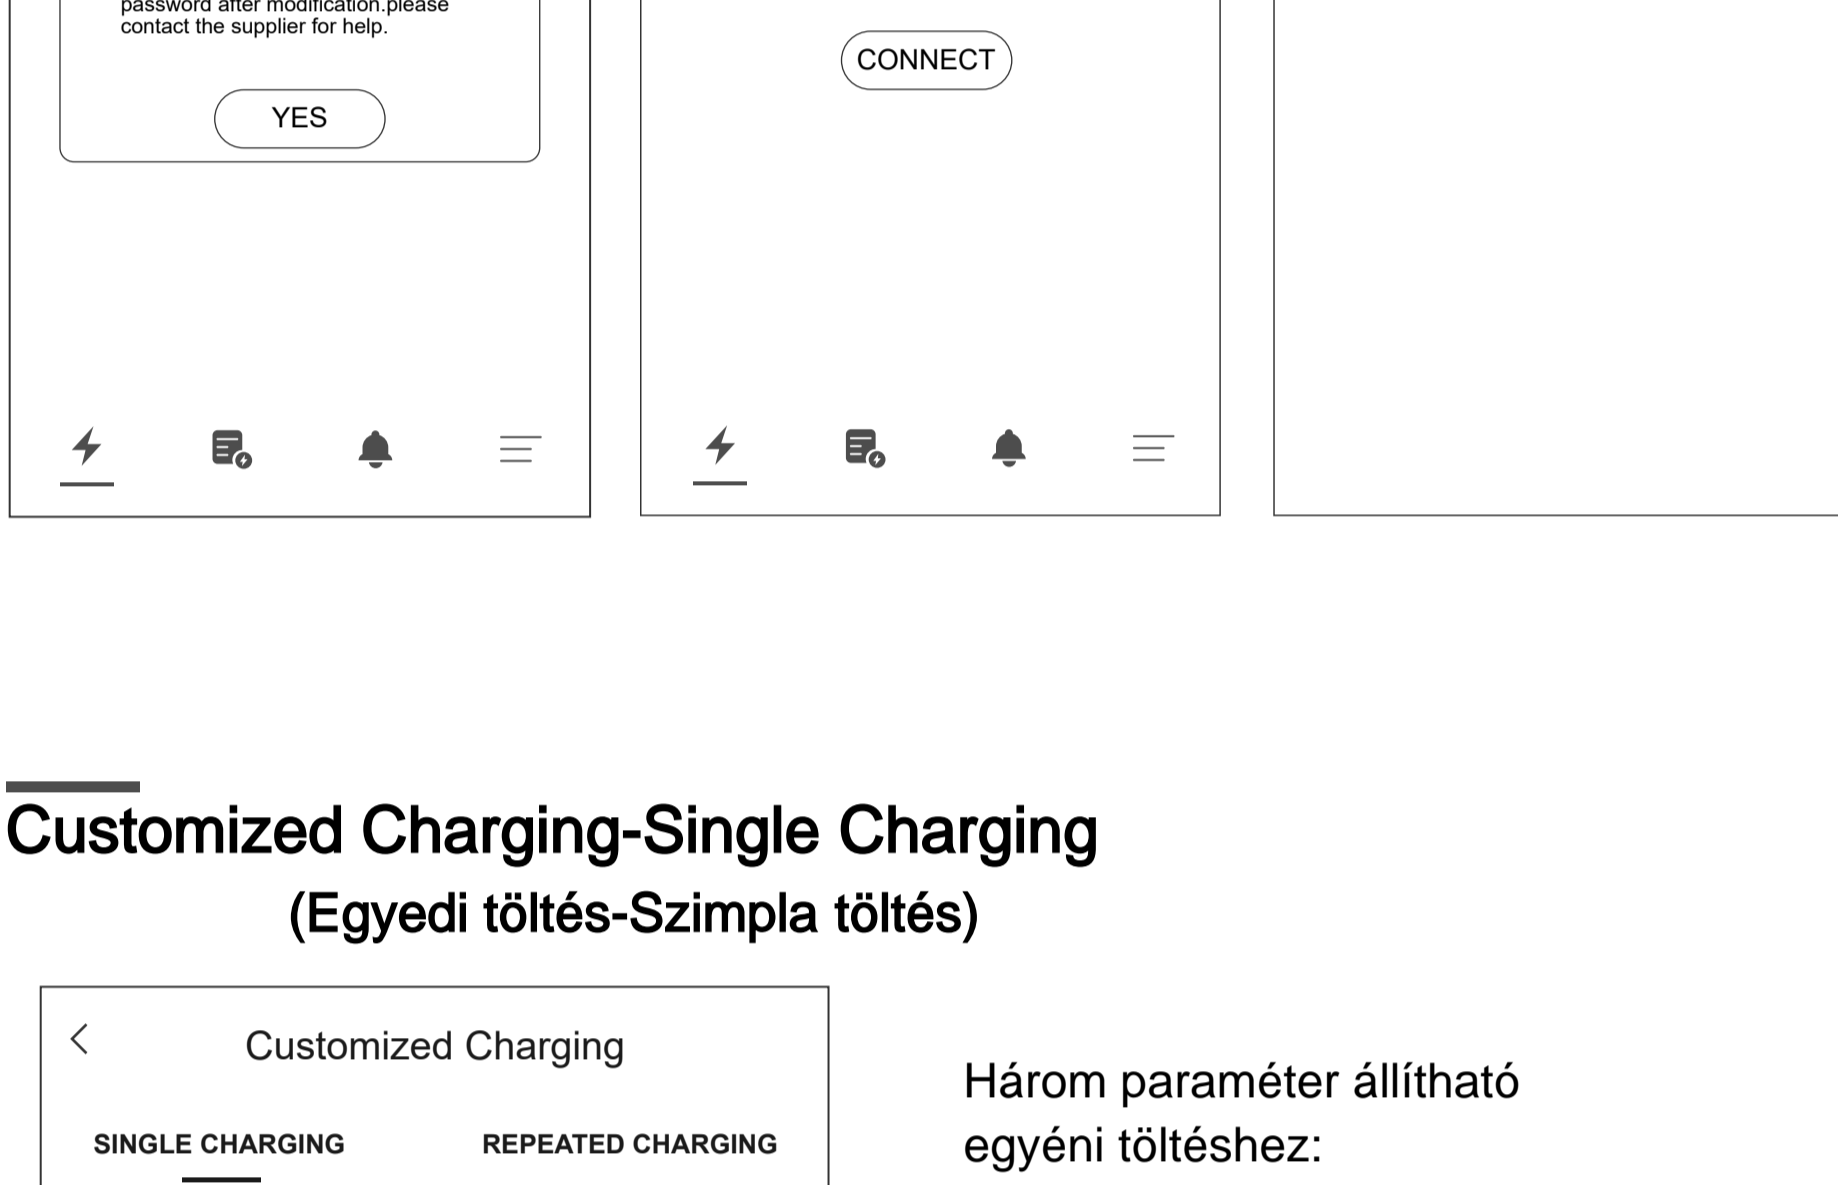 password after modification.please
contact the supplier for help.
YES
CONNECT
Customized Charging-Single Charging
(Egyedi töltés-Szimpla töltés)
Customized Charging
SINGLE CHARGING
REPEATED CHARGING
Három paraméter állítható
egyéni töltéshez: